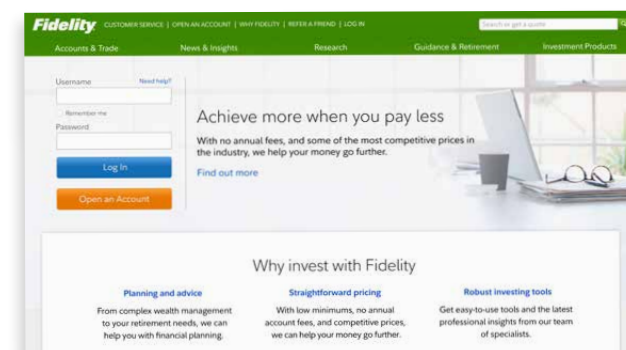 Fidelity CUSTOMER SERVICE | OPEN AN ACCOUNT | WHY FIDELITY | REFER A FRIEND | LOG IN Search or get a quote
Accounts & Trade News & Insights Research Guidance & Retirement Investment Products
Username Need help?
Remember me
Password
Log In
Open an Account
Achieve more when you pay less
With no annual fees, and some of the most competitive prices in
the industry, we help your money go further.
Find out more
Why invest with Fidelity
Planning and advice
From complex wealth management
to your retirement needs, we can
help you with financial planning.
Straightforward pricing
With low minimums, no annual
account fees, and competitive prices,
we can help your money go further.
Robust investing tools
Get easy-to-use tools and the latest
professional insights from our team
of specialists.